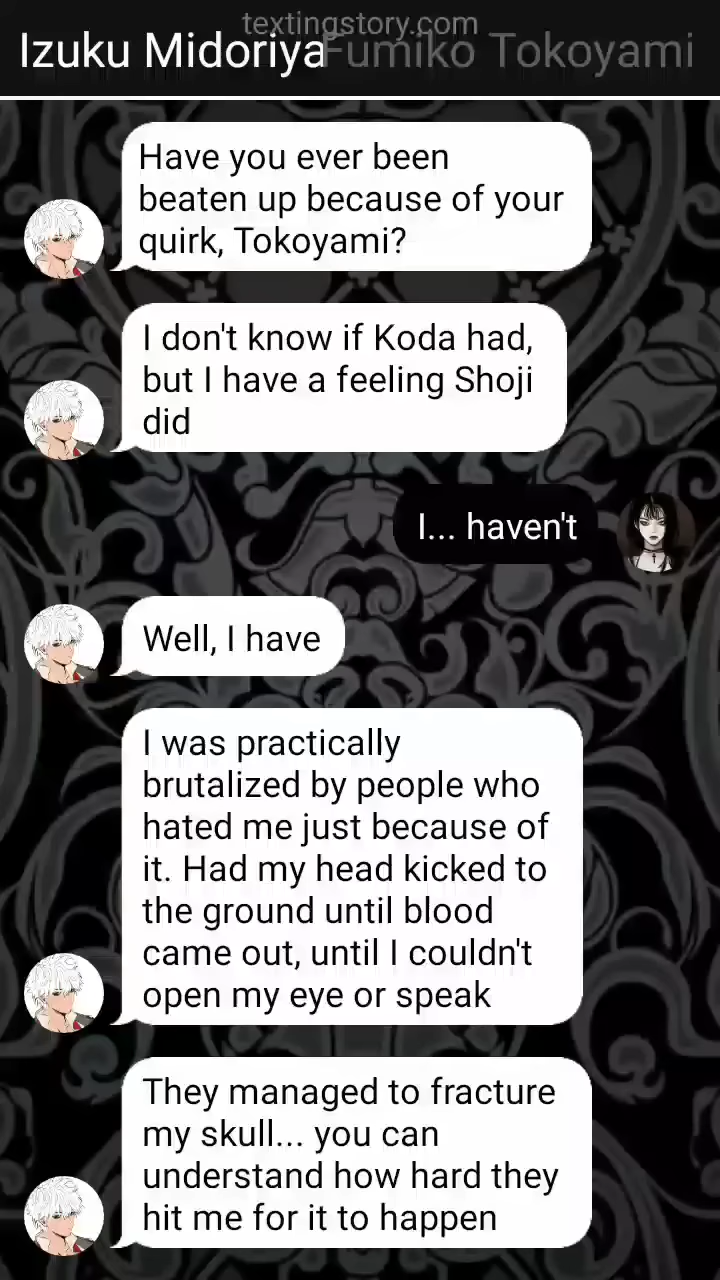 textingstory.com
Izuku Midoriya Fumiko Tokoyami
Have you ever been
beaten up because of your
quirk, Tokoyami?
I don't know if Koda had,
but I have a feeling Shoji
did
I... haven't
Well, I have
I was practically
brutalized by people who
hated me just because of
it. Had my head kicked to
the ground until blood
came out, until I couldn't
open my eye or speak
They managed to fracture
my skull... you can
understand how hard they
hit me for it to happen